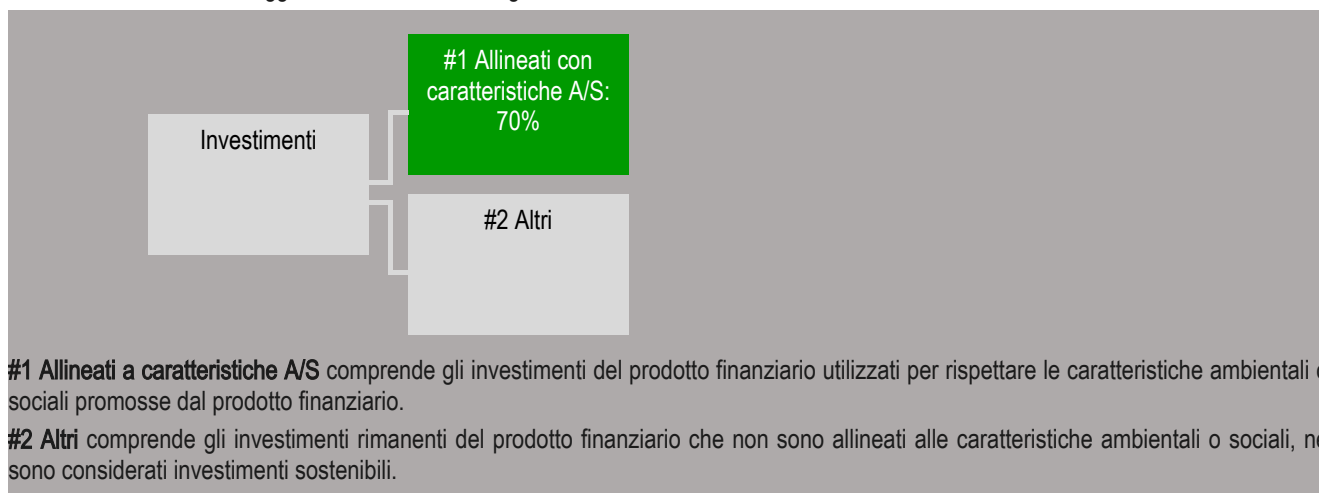 #1 Allineati con
caratteristiche A/S:
70%
Investimenti
#2 Altri
#1 Allineati a caratteristiche A/S comprende gli investimenti del prodotto finanziario utilizzati per rispettare le caratteristiche ambientali o
sociali promosse dal prodotto finanziario.
#2 Altri comprende gli investimenti rimanenti del prodotto finanziario che non sono allineati alle caratteristiche ambientali o sociali, né
sono considerati investimenti sostenibili.